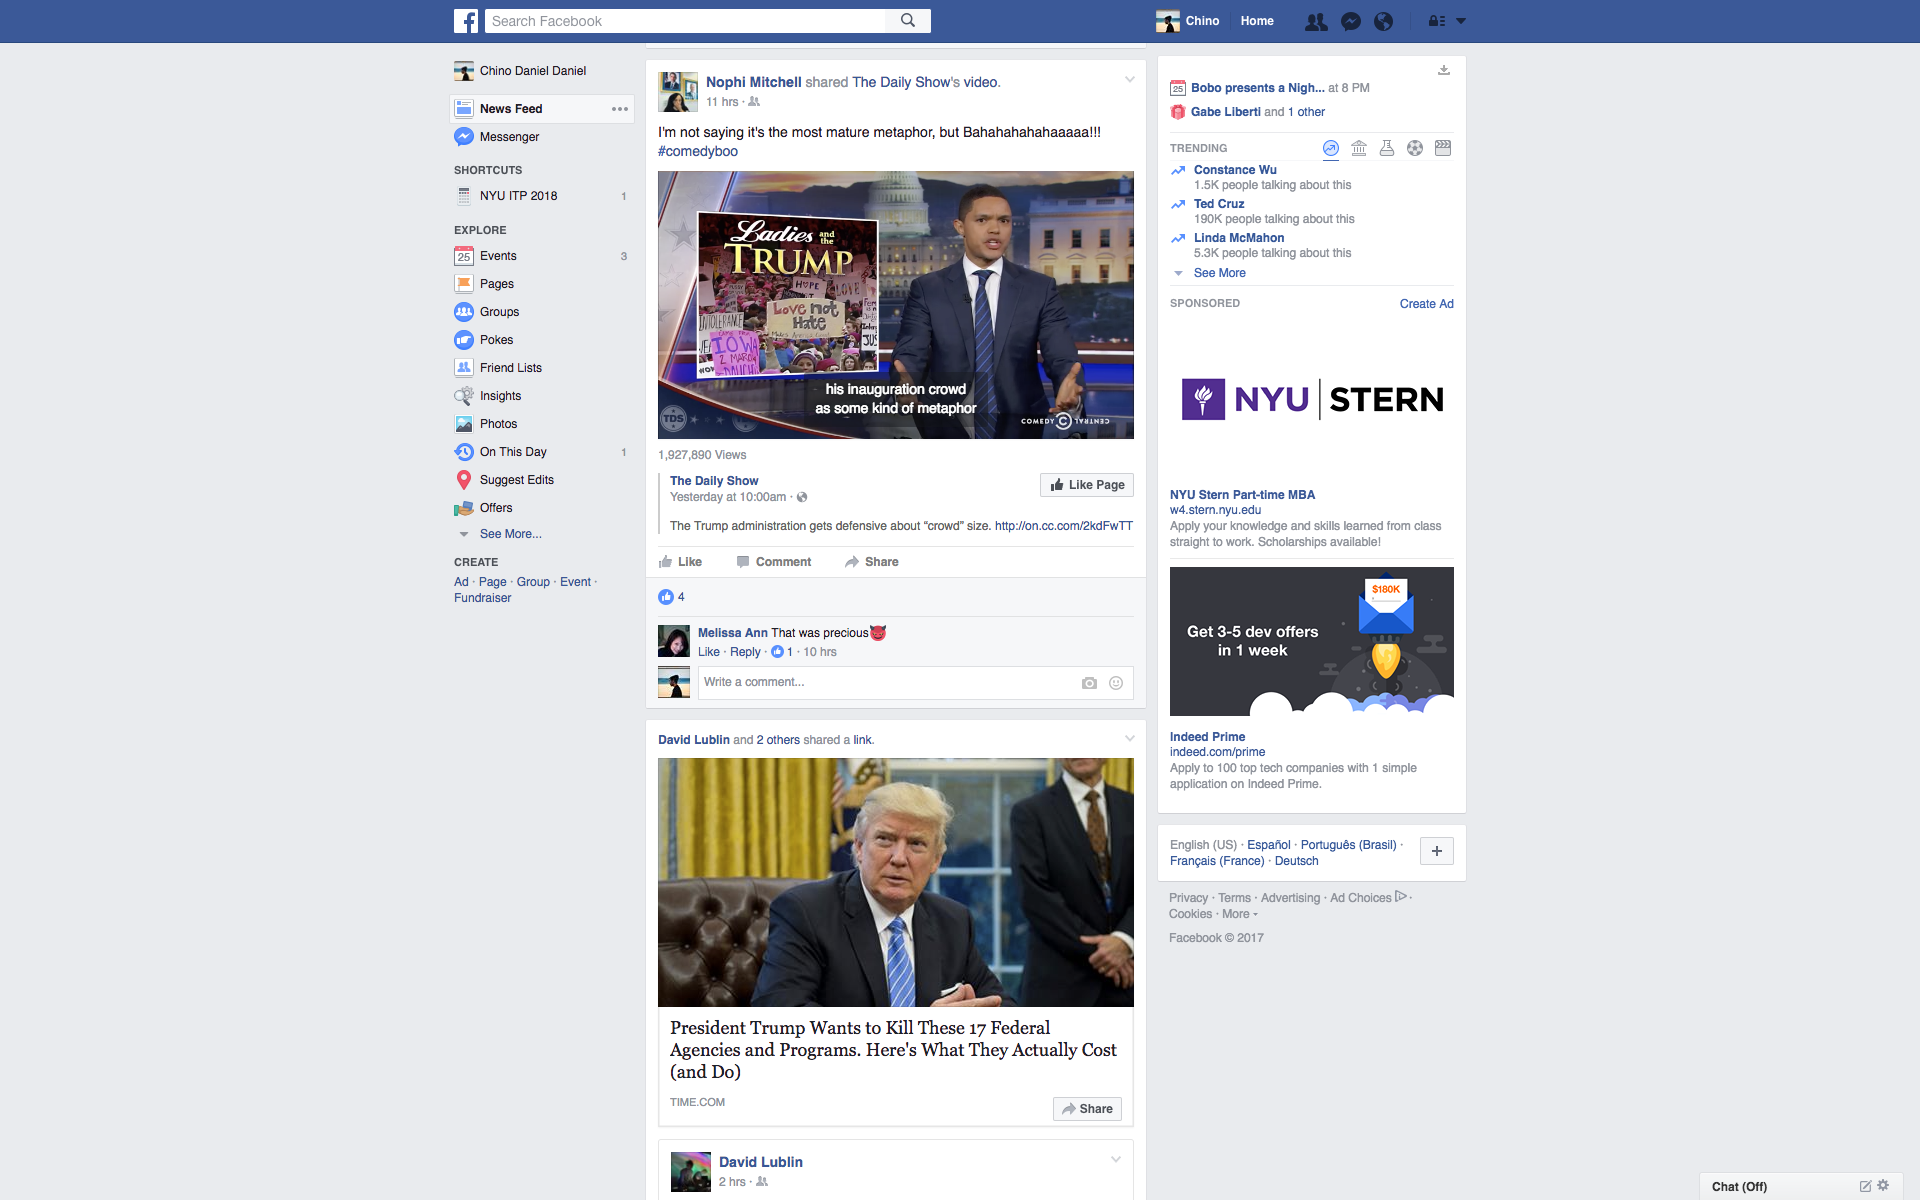 Search Facebook
Chino
Home
Chino Daniel Daniel
News Feed
Messenger
SHORTCUTS
NYU ITP 2018 1
EXPLORE
25 Events 3
Pages
Groups
Pokes
Friend Lists
Insights
Photos
On This Day 1
Suggest Edits
Offers
See More...
CREATE
Ad · Page · Group · Event ·
Fundraiser
Nophi Mitchell shared The Daily Show's video.
11 hrs ·
I'm not saying it's the most mature metaphor, but Bahahahahahaaaaa!!!
#comedyboo
Ladies and the
TRUMP
HOPE
LOVE
INTOLERANCE
Love not
Hate
IOWA
2 MARCH
his inauguration crowd
as some kind of metaphor
TDS
COMEDY CENTRAL
1,927,890 Views
The Daily Show
Yesterday at 10:00am ·
Like Page
The Trump administration gets defensive about “crowd” size. http://on.cc.com/2kdFwTT
Like Comment Share
4
Melissa Ann That was precious
Like · Reply · 1 · 10 hrs
Write a comment...
David Lublin and 2 others shared a link.
President Trump Wants to Kill These 17 Federal
Agencies and Programs. Here's What They Actually Cost
(and Do)
TIME.COM
Share
David Lublin
2 hrs ·
25 Bobo presents a Nigh... at 8 PM
Gabe Liberti and 1 other
TRENDING
Constance Wu
1.5K people talking about this
Ted Cruz
190K people talking about this
Linda McMahon
5.3K people talking about this
See More
SPONSORED Create Ad
NYU STERN
NYU Stern Part-time MBA
w4.stern.nyu.edu
Apply your knowledge and skills learned from class
straight to work. Scholarships available!
$180K
Get 3-5 dev offers
in 1 week
Indeed Prime
indeed.com/prime
Apply to 100 top tech companies with 1 simple
application on Indeed Prime.
English (US) · Español · Português (Brasil) ·
Français (France) · Deutsch
+
Privacy · Terms · Advertising · Ad Choices ·
Cookies · More
Facebook © 2017
Chat (Off)